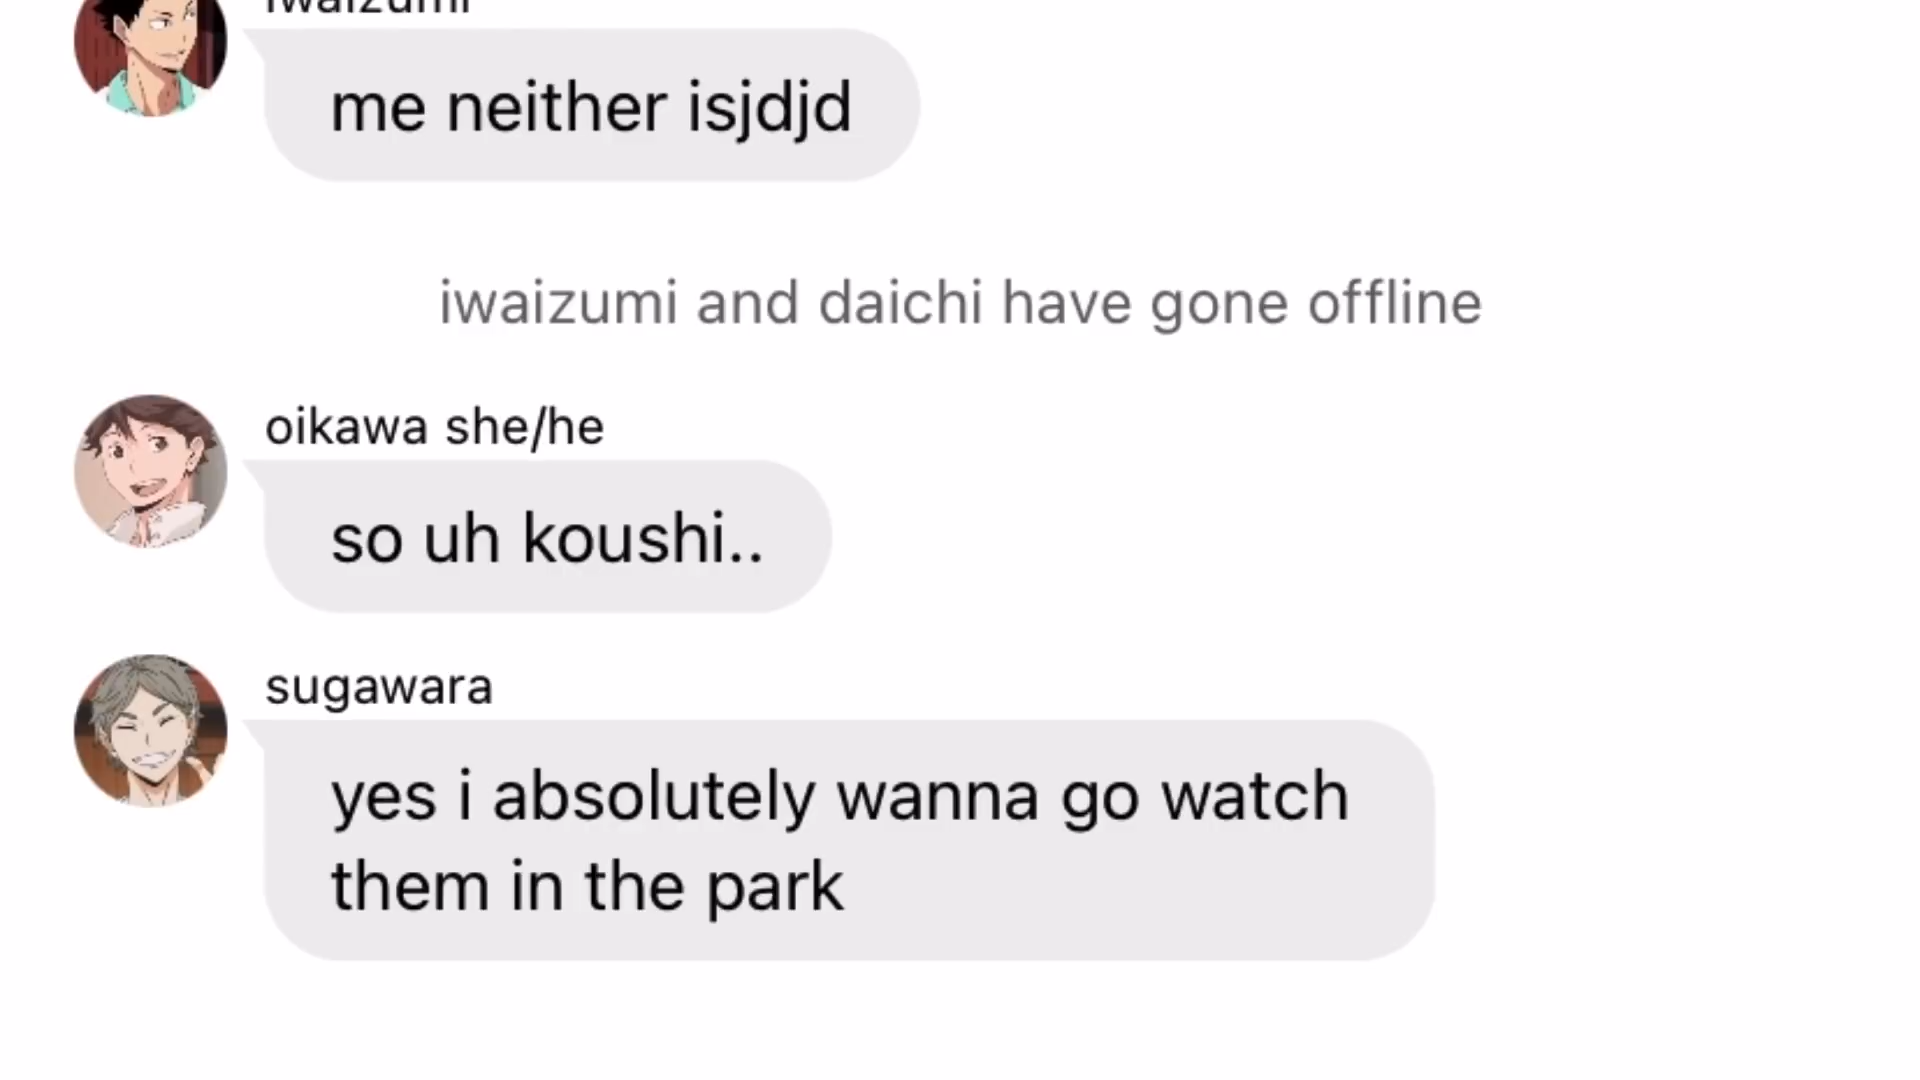 iwaizumi
me neither isjdjd
iwaizumi and daichi have gone offline
oikawa she/he
so uh koushi..
sugawara
yes i absolutely wanna go watch
them in the park